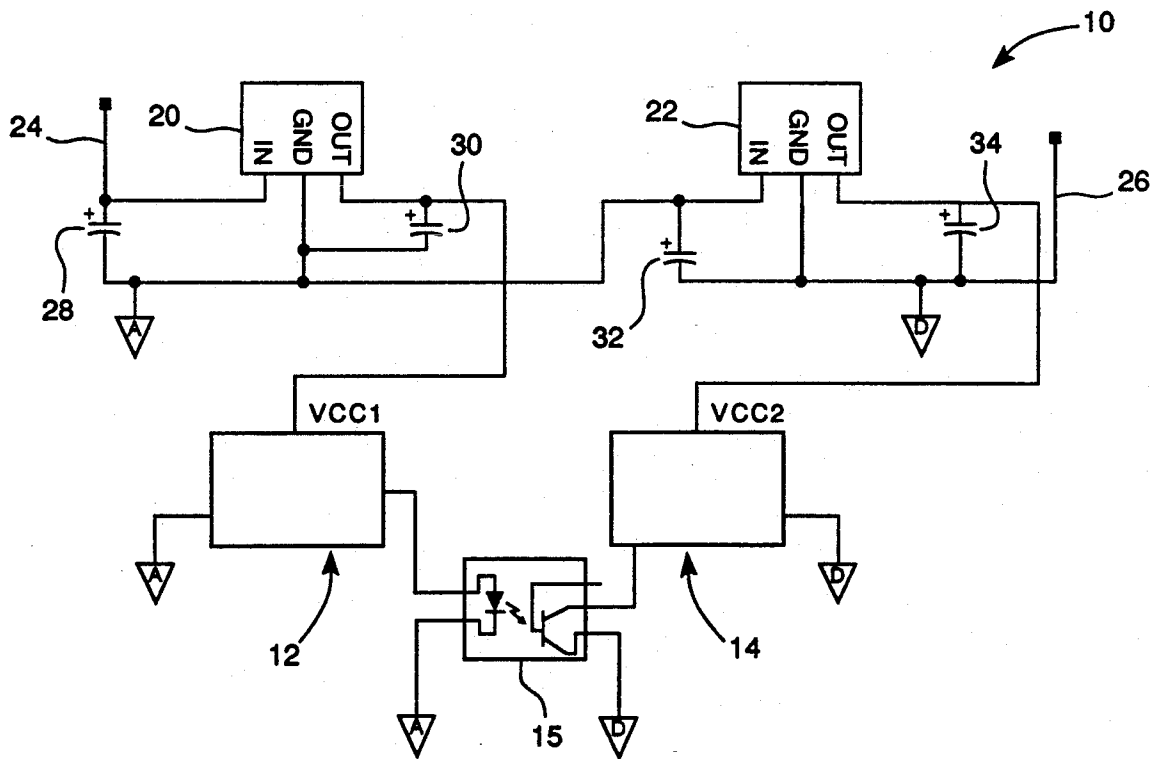 10
24
20
IN
GND
OUT
30
22
IN
GND
OUT
34
26
+
+
+
+
28
A
32
D
VCC1
VCC2
A
D
12
14
A
15
D